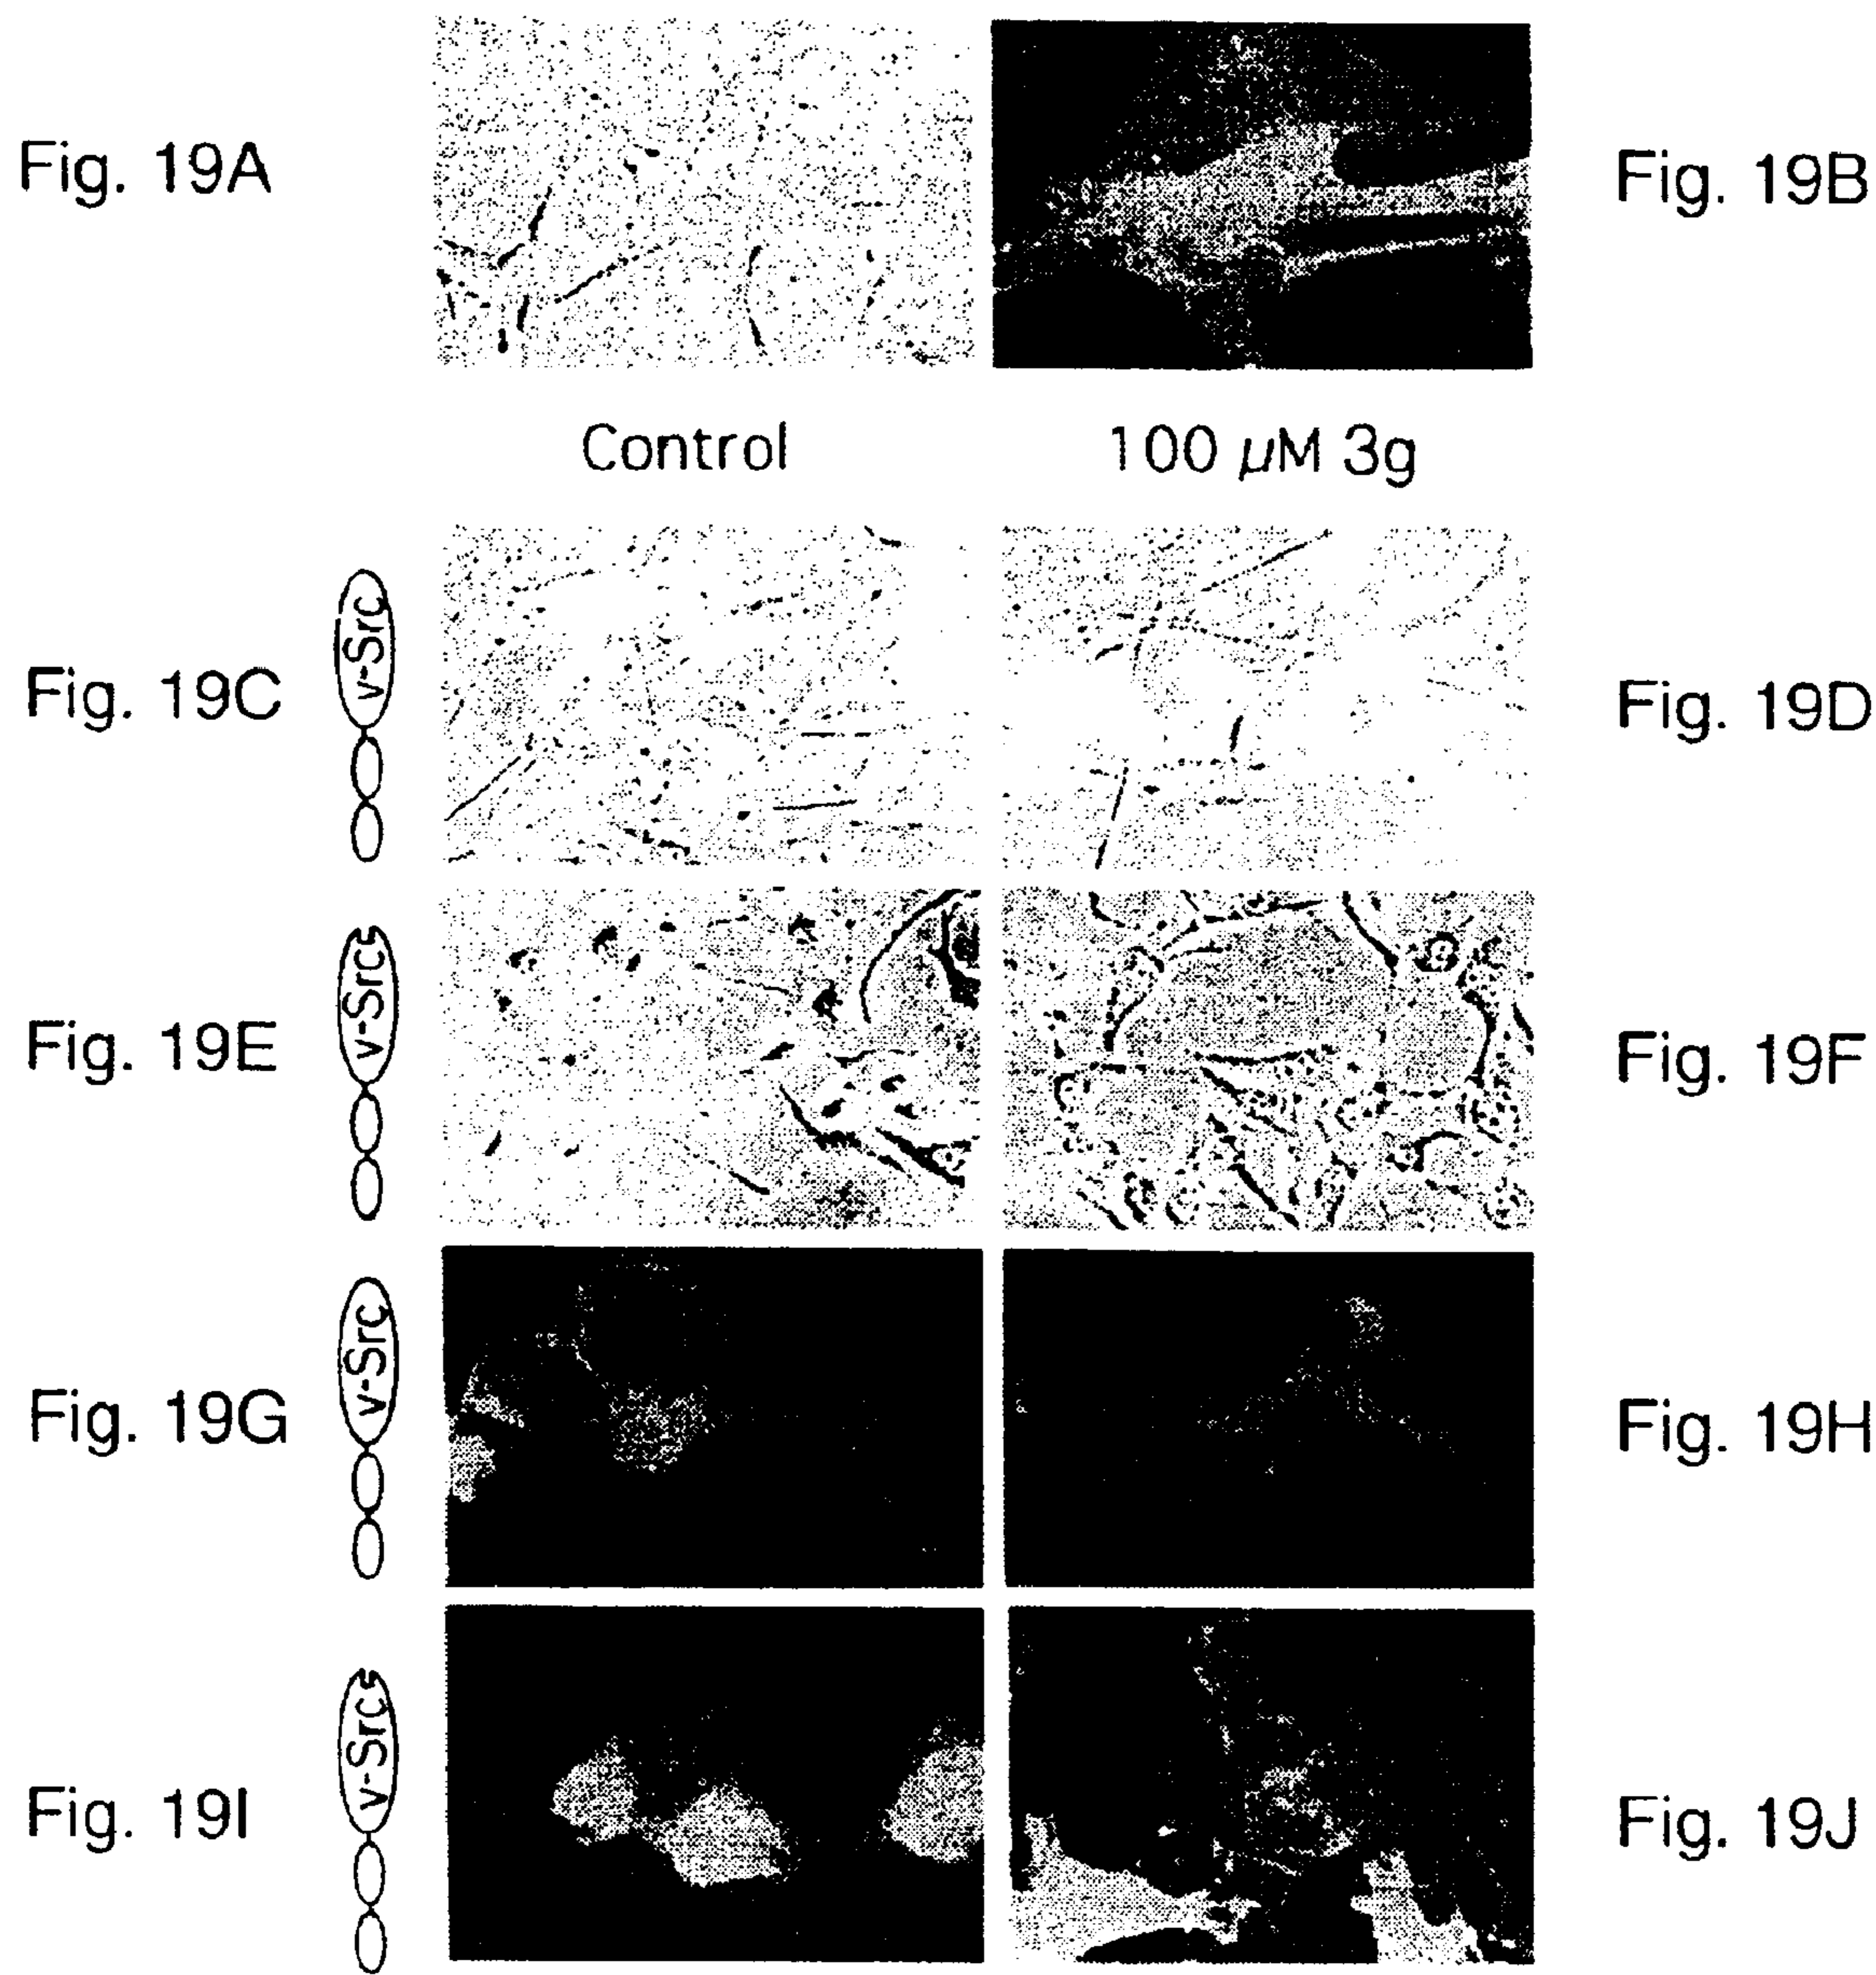 Fig. 19A
Fig. 19B
Control
100 μM 3g
Fig. 19C
v-Src
Fig. 19D
Fig. 19E
v-Src
Fig. 19F
Fig. 19G
v-Src
Fig. 19H
Fig. 19I
v-Src
Fig. 19J